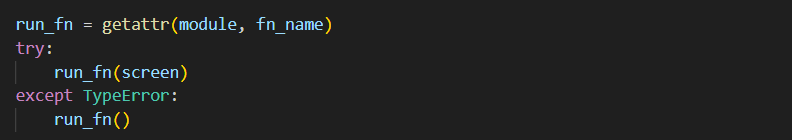 run_fn = getattr(module, fn_name)
try:
    run_fn(screen)
except TypeError:
    run_fn()